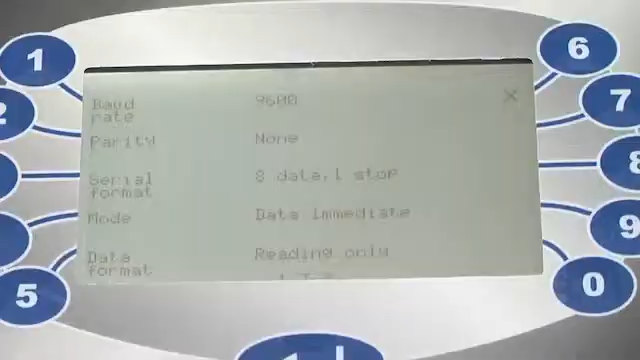 1
6
2
7
Baud rate 9600 ×
Parity None
Serial format 8 data,1 stop
8
Mode Data immediate
9
Data format Reading only
5
0